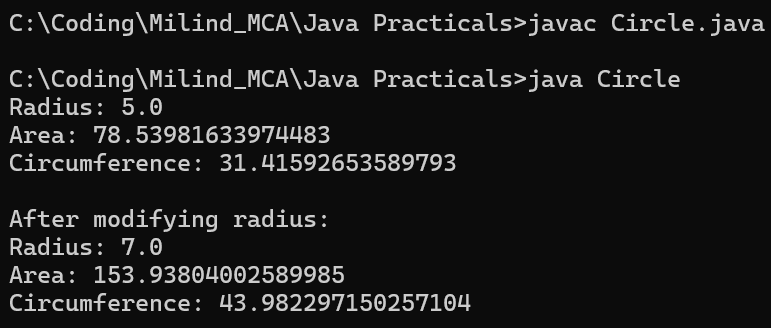 C:\Coding\Milind_MCA\Java Practicals>javac Circle.java
C:\Coding\Milind_MCA\Java Practicals>java Circle
Radius: 5.0
Area: 78.53981633974483
Circumference: 31.41592653589793
After modifying radius:
Radius: 7.0
Area: 153.93804002589985
Circumference: 43.982297150257104